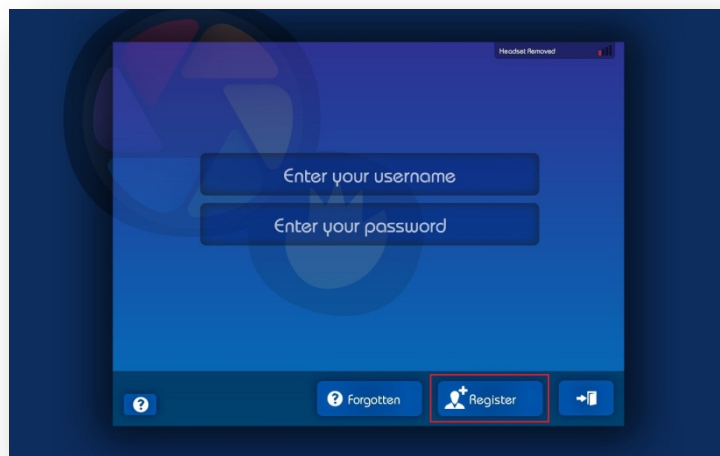 Headset Removed
Enter your username
Enter your password
? Forgotten Register
?